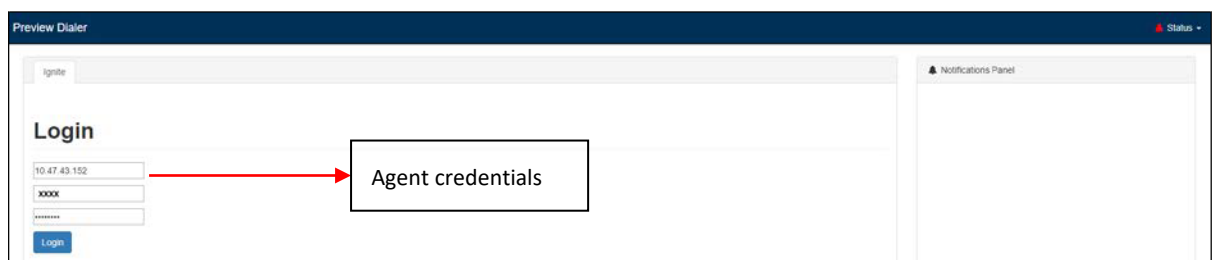 Preview Dialer
Status
Ignite
Notifications Panel
Login
10.47.43.152
Agent credentials
xxxx
········
Login